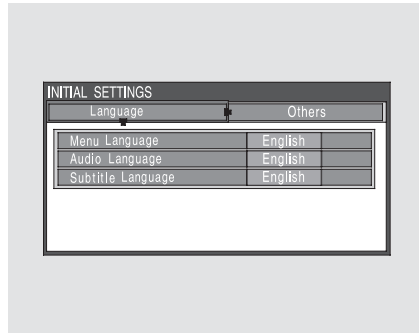 INITIAL SETTINGS
Language Others
Menu Language English
Audio Language English
Subtitle Language English